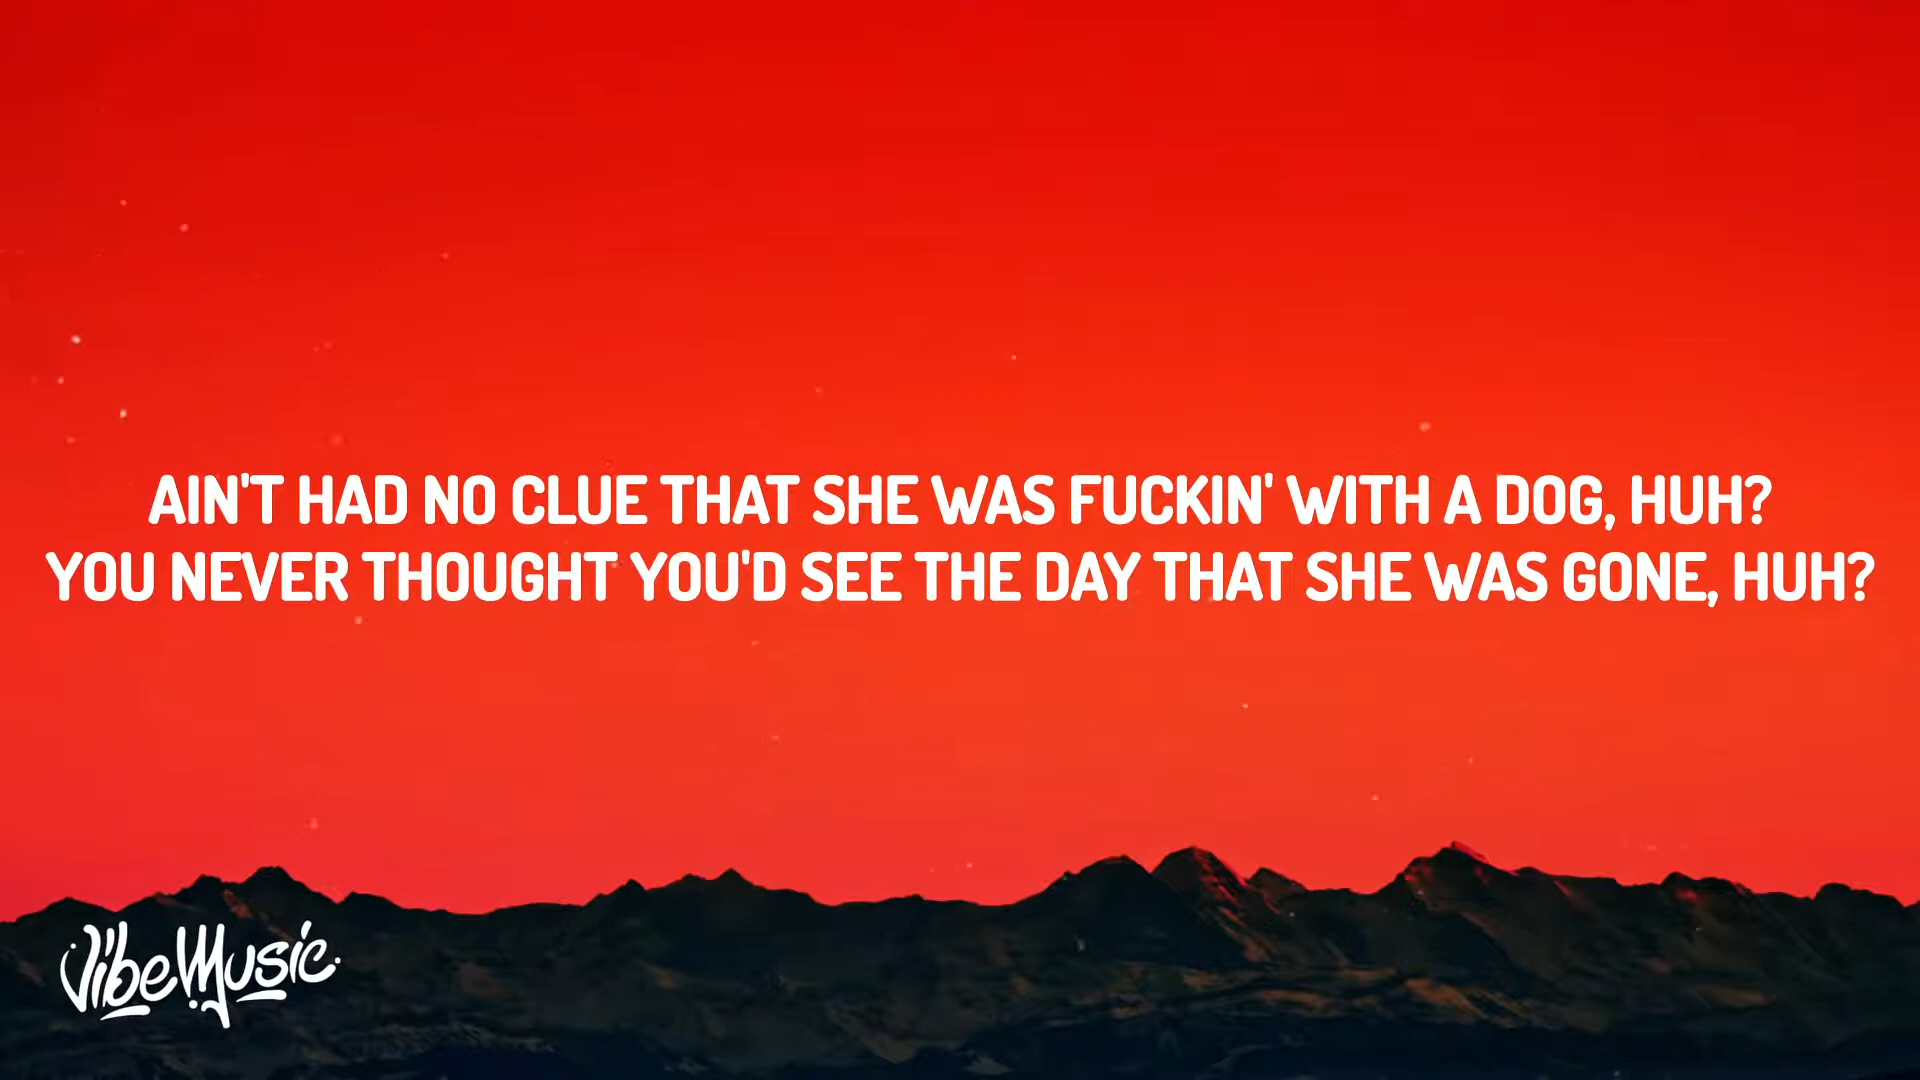 AIN'T HAD NO CLUE THAT SHE WAS FUCKIN' WITH A DOG, HUH?
YOU NEVER THOUGHT YOU'D SEE THE DAY THAT SHE WAS GONE, HUH?
VibeMusic